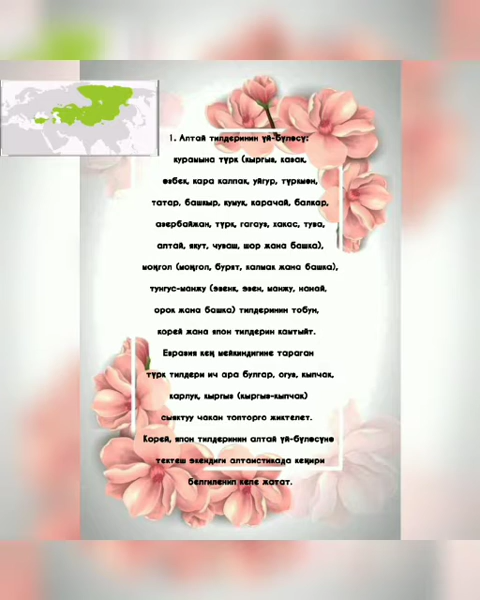 1. Алтай тилдеринин үй-бүлөсү:
курамына түрк (кыргыз, казак,
өзбек, кара калпак, уйгур, түркмөн,
татар, башкыр, кумук, карачай, балкар,
азербайжан, түрк, гагауз, хакас, тува,
алтай, якут, чуваш, шор жана башка),
моңгол (моңгол, бурят, калмак жана башка),
тунгус-манжу (эвенк, эвен, манжу, нанай,
орок жана башка) тилдеринин тобун,
корей жана япон тилдерин камтыйт.
Евразия кең мейкиндигине тараган
түрк тилдери ич ара булгар, огуз, кыпчак,
карлук, кыргыз (кыргыз-кыпчак)
сыяктуу чакан топторго жиктелет.
Корей, япон тилдеринин алтай үй-бүлөсүнө
тектеш экендиги алтаистикада кеңири
белгиленип келе жатат.